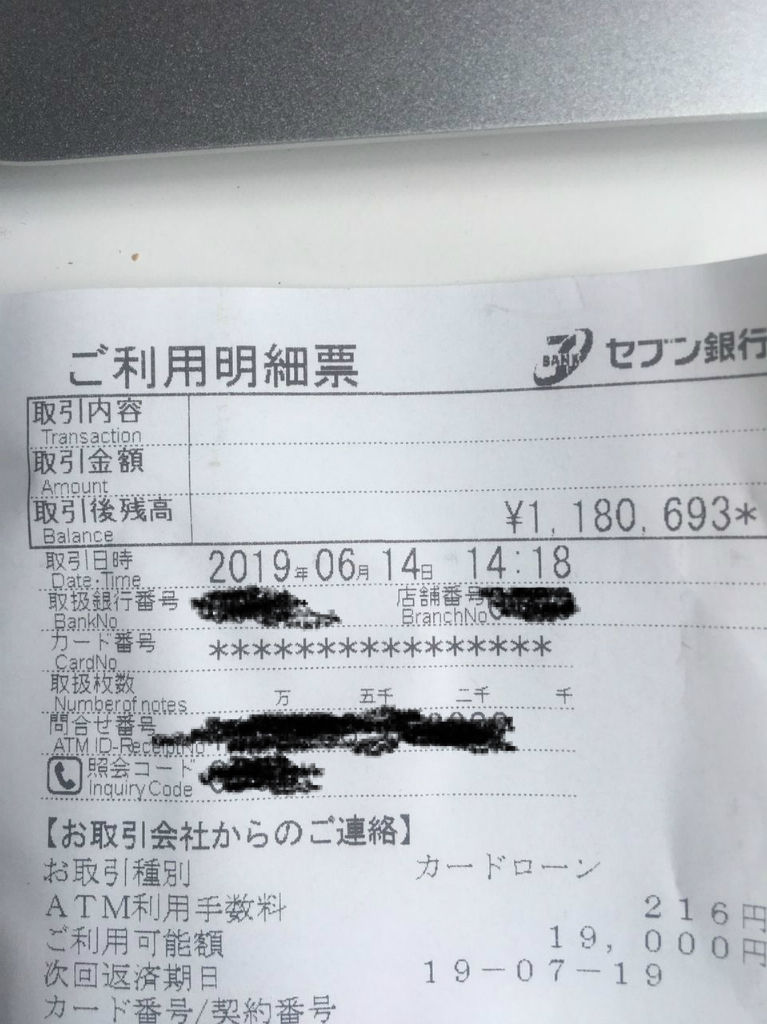 ご利用明細票 7 BANK セブン銀行
取引内容
Transaction
取引金額
Amount
取引後残高 ¥1,180,693*
Balance
取引日時 2019年06月14日 14:18
Date・Time
取扱銀行番号 店舗番号
BankNo BranchNo
カード番号 ****************
CardNo
取扱枚数 万 五千 二千 千
Numberofnotes
問合せ番号
ATM ID-ReceiptNo
照会コード
Inquiry Code
【お取引会社からのご連絡】
お取引種別 カードローン
ATM利用手数料 216円
ご利用可能額 19,000円
次回返済期日 19-07-19
カード番号/契約番号